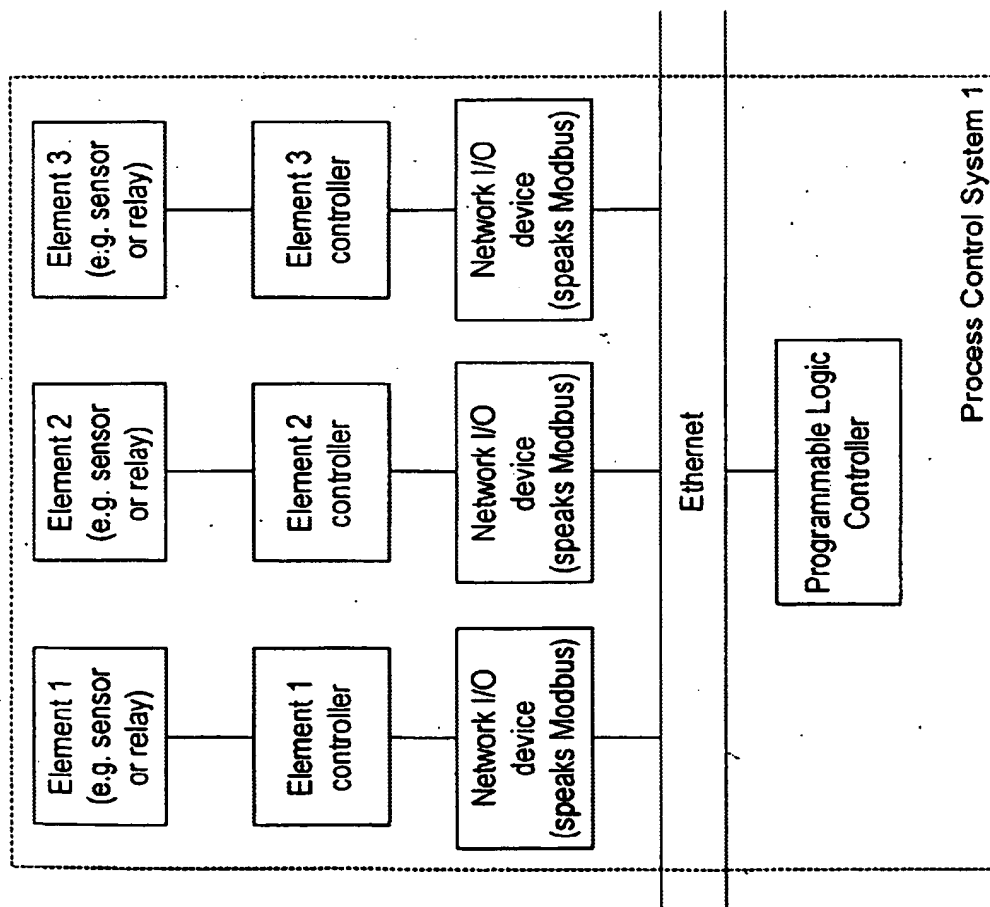 Element 1
(e.g. sensor
or relay)
Element 2
(e.g. sensor
or relay)
Element 3
(e.g. sensor
or relay)
Element 1
controller
Element 2
controller
Element 3
controller
Network I/O
device
(speaks Modbus)
Network I/O
device
(speaks Modbus)
Network I/O
device
(speaks Modbus)
Ethernet
Programmable Logic
Controller
Process Control System 1